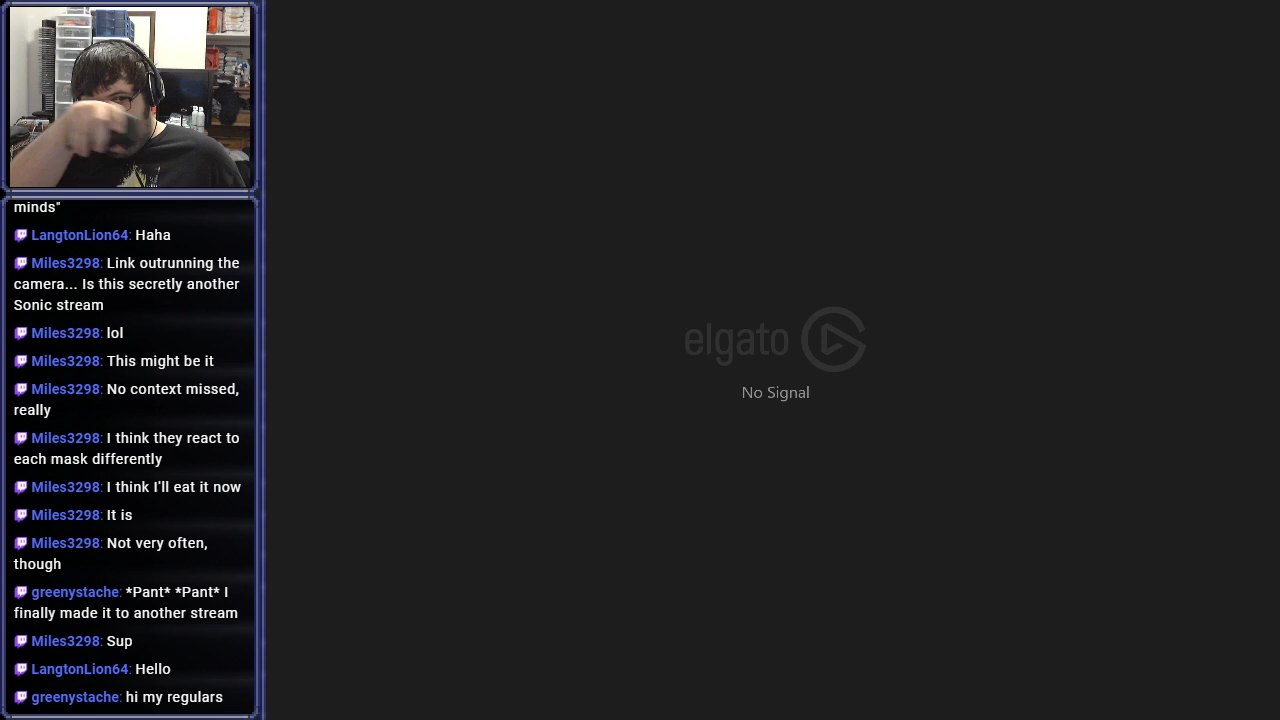 minds"
LangtonLion64: Haha
Miles3298: Link outrunning the
camera... Is this secretly another
Sonic stream
Miles3298: lol
Miles3298: This might be it
Miles3298: No context missed,
really
Miles3298: I think they react to
each mask differently
Miles3298: I think I'll eat it now
Miles3298: It is
Miles3298: Not very often,
though
greenystache: *Pant* *Pant* I
finally made it to another stream
Miles3298: Sup
LangtonLion64: Hello
greenystache: hi my regulars
elgato
No Signal